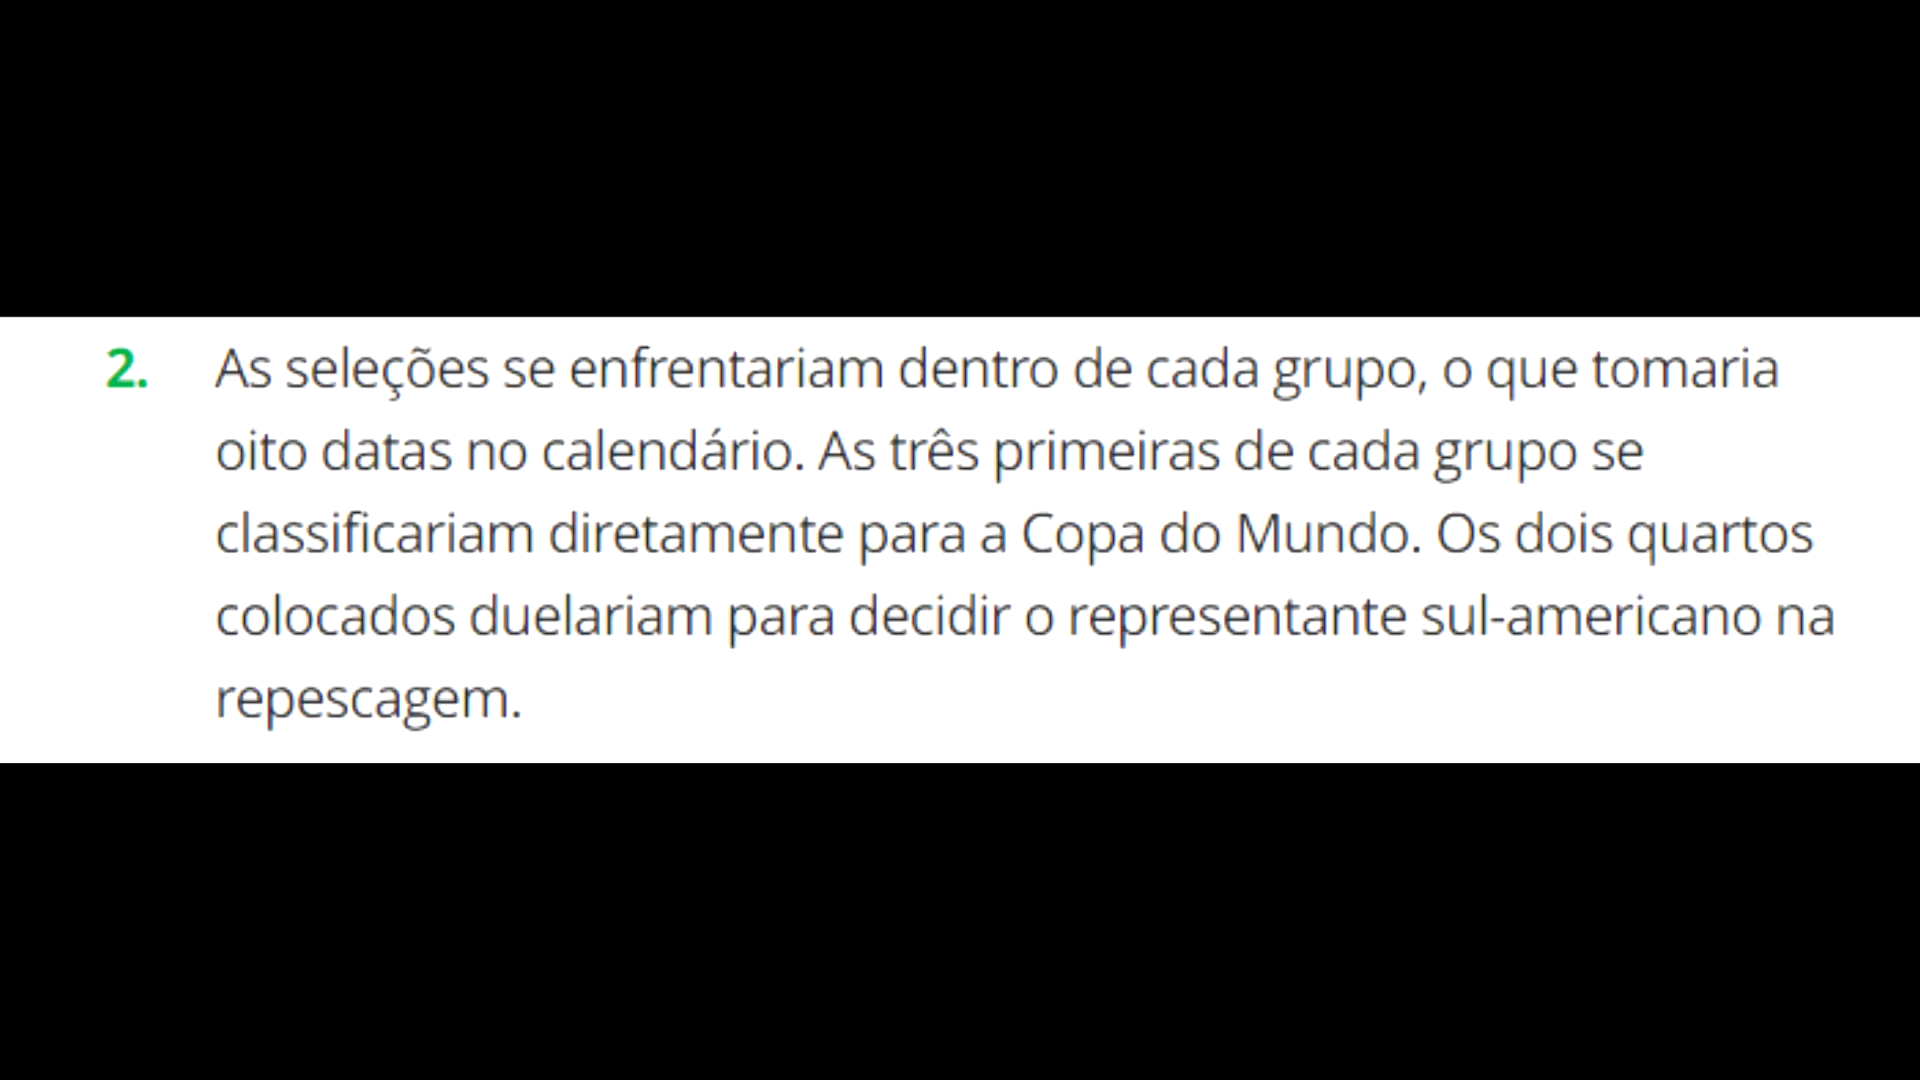 2. As seleções se enfrentariam dentro de cada grupo, o que tomaria
oito datas no calendário. As três primeiras de cada grupo se
classificariam diretamente para a Copa do Mundo. Os dois quartos
colocados duelariam para decidir o representante sul-americano na
repescagem.